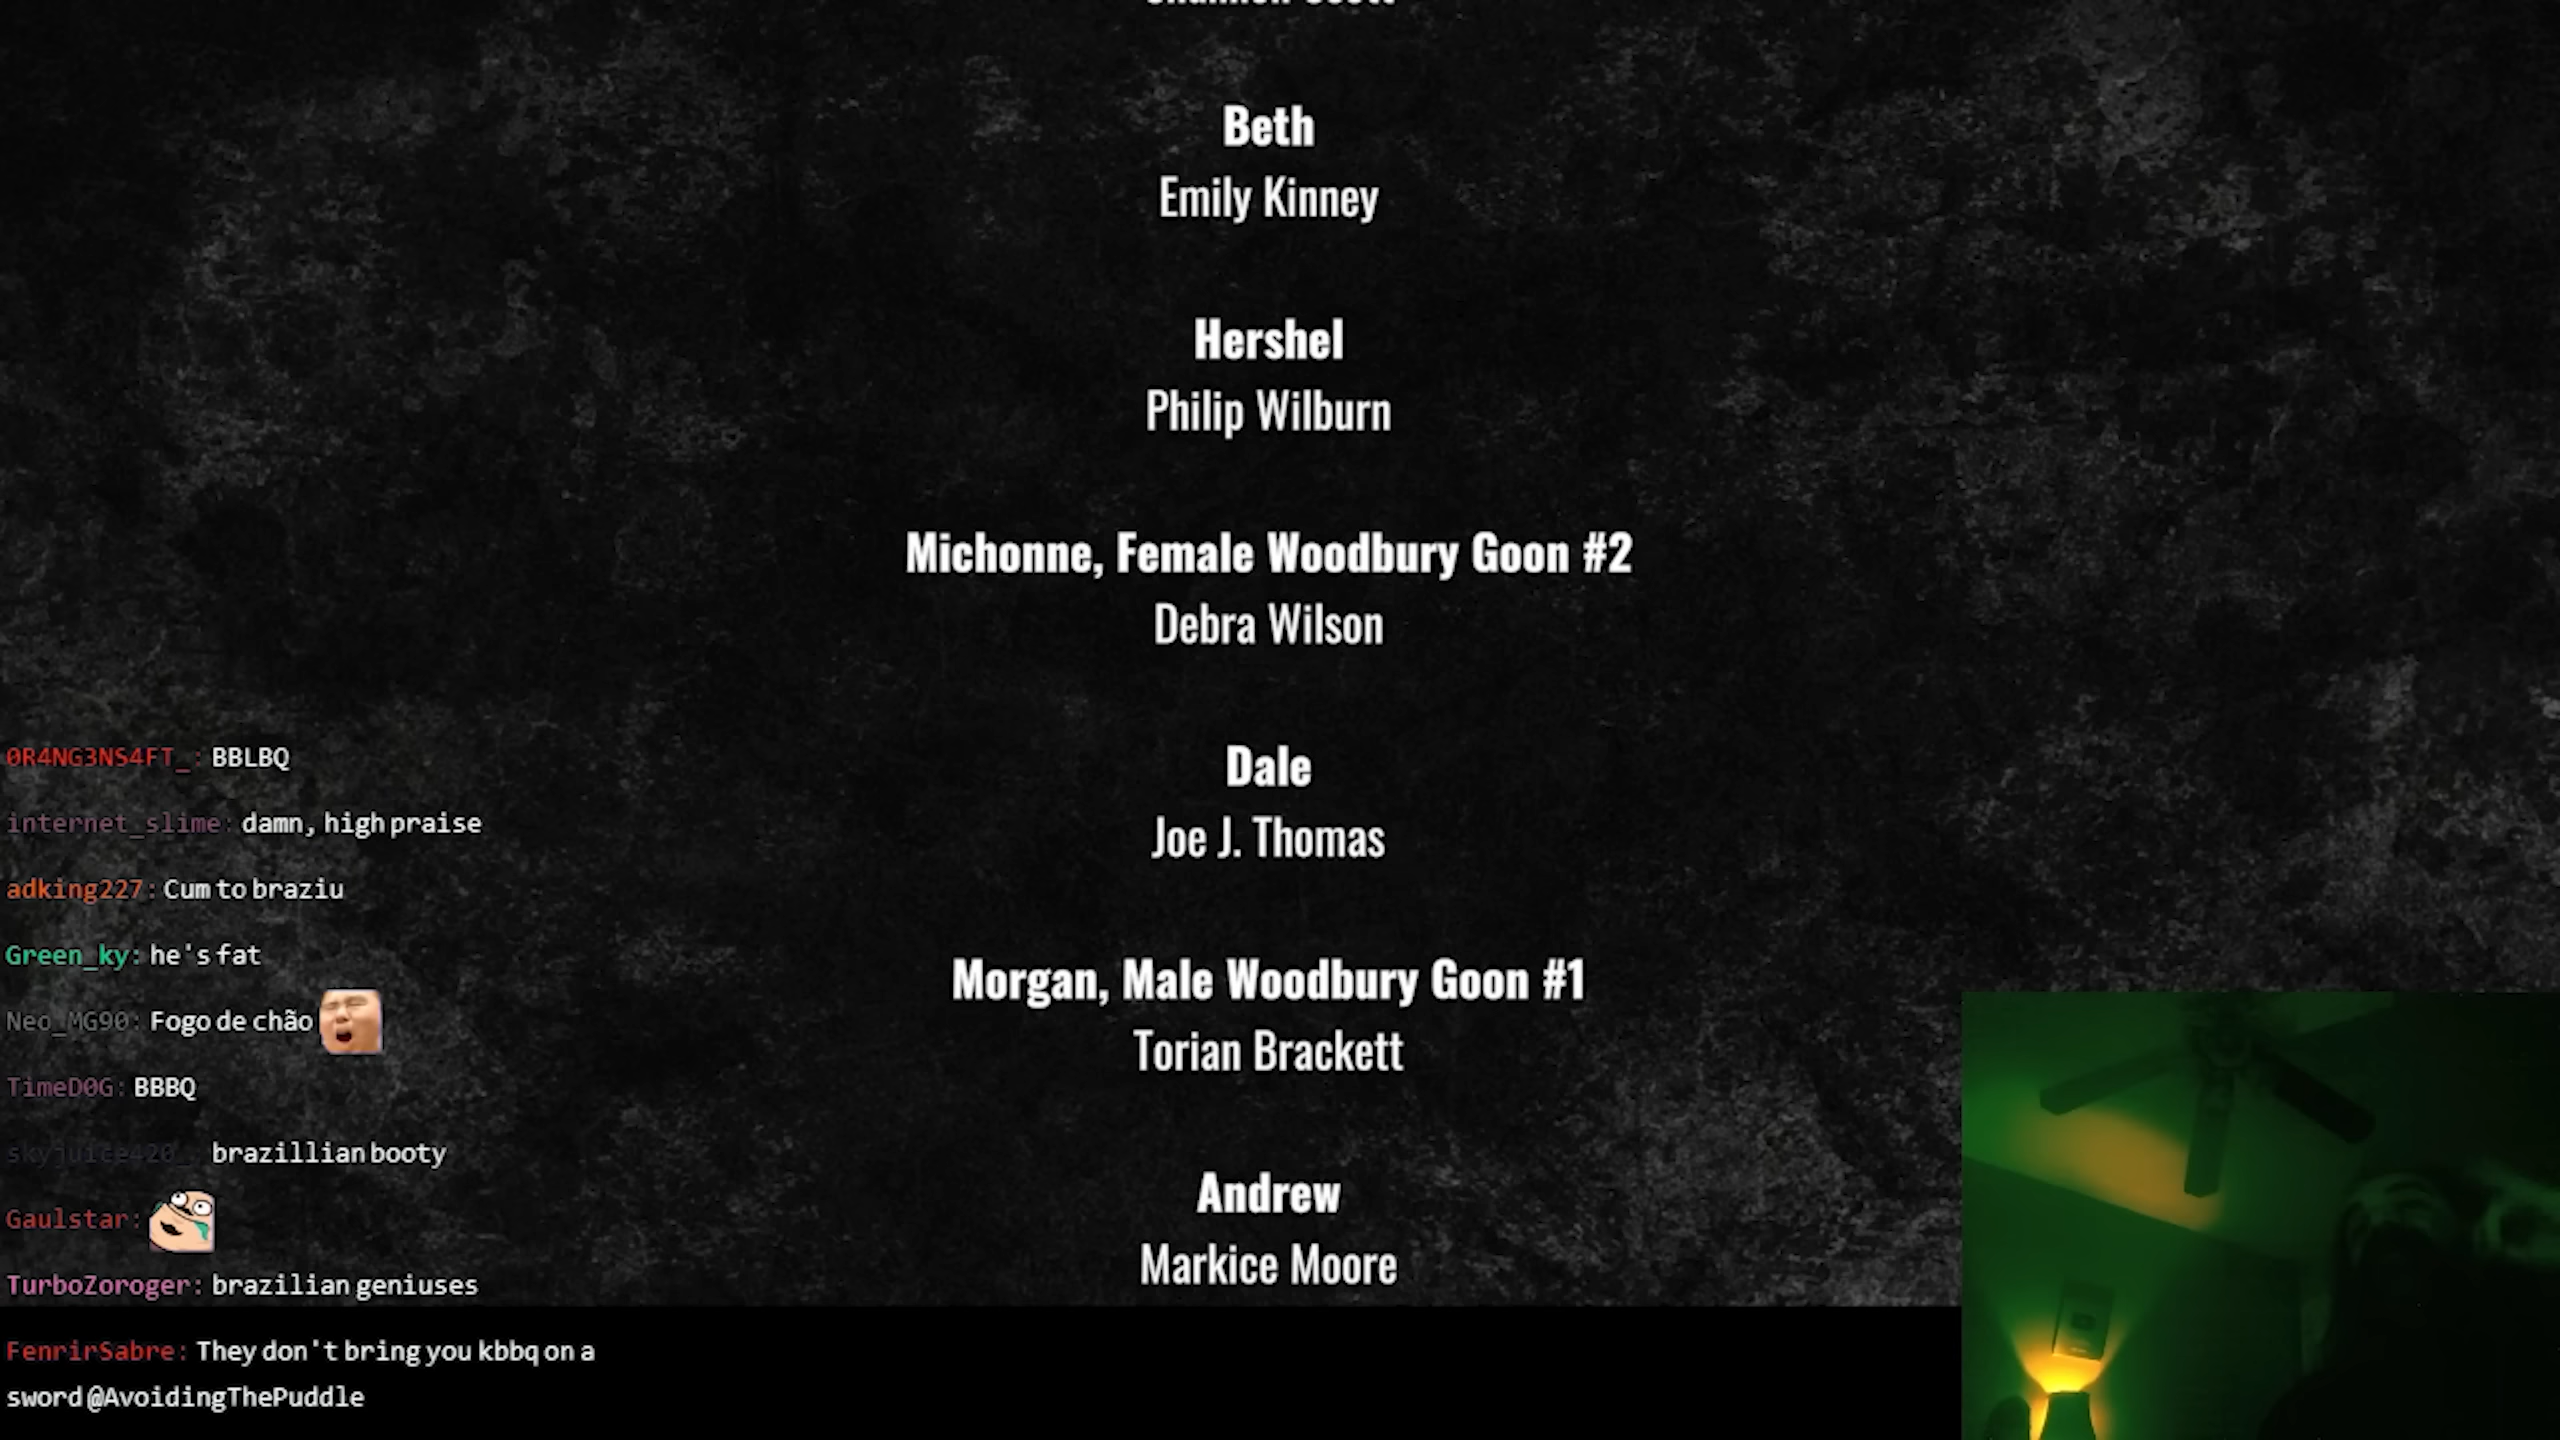 Beth
Emily Kinney
Hershel
Philip Wilburn
Michonne, Female Woodbury Goon #2
Debra Wilson
Dale
Joe J. Thomas
Morgan, Male Woodbury Goon #1
Torian Brackett
Andrew
Markice Moore
0R4NG3NS4FT_: BBLBQ
internet_slime: damn, high praise
adking227: Cum to braziu
Green_ky: he's fat
Neo_MG90: Fogo de chão
TimeD0G: BBBQ
skyjuice420_: brazillian booty
Gaulstar:
TurboZoroger: brazilian geniuses
FenrirSabre: They don't bring you kbbq on a
sword @AvoidingThePuddle